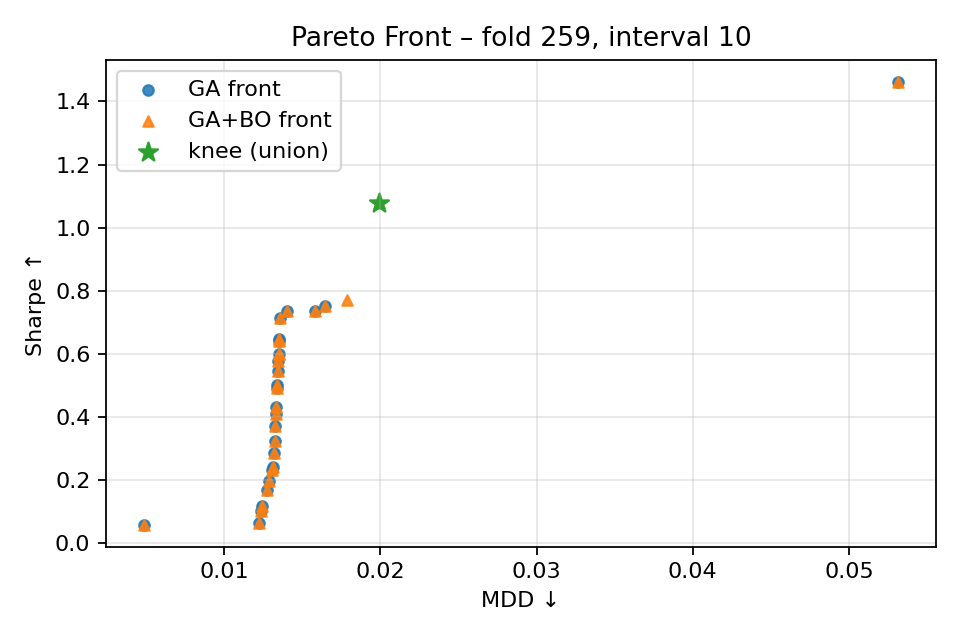 Pareto Front – fold 259, interval 10
GA front
GA+BO front
knee (union)
Sharpe ↑
1.4
1.2
1.0
0.8
0.6
0.4
0.2
0.0
0.01 0.02 0.03 0.04 0.05
MDD ↓